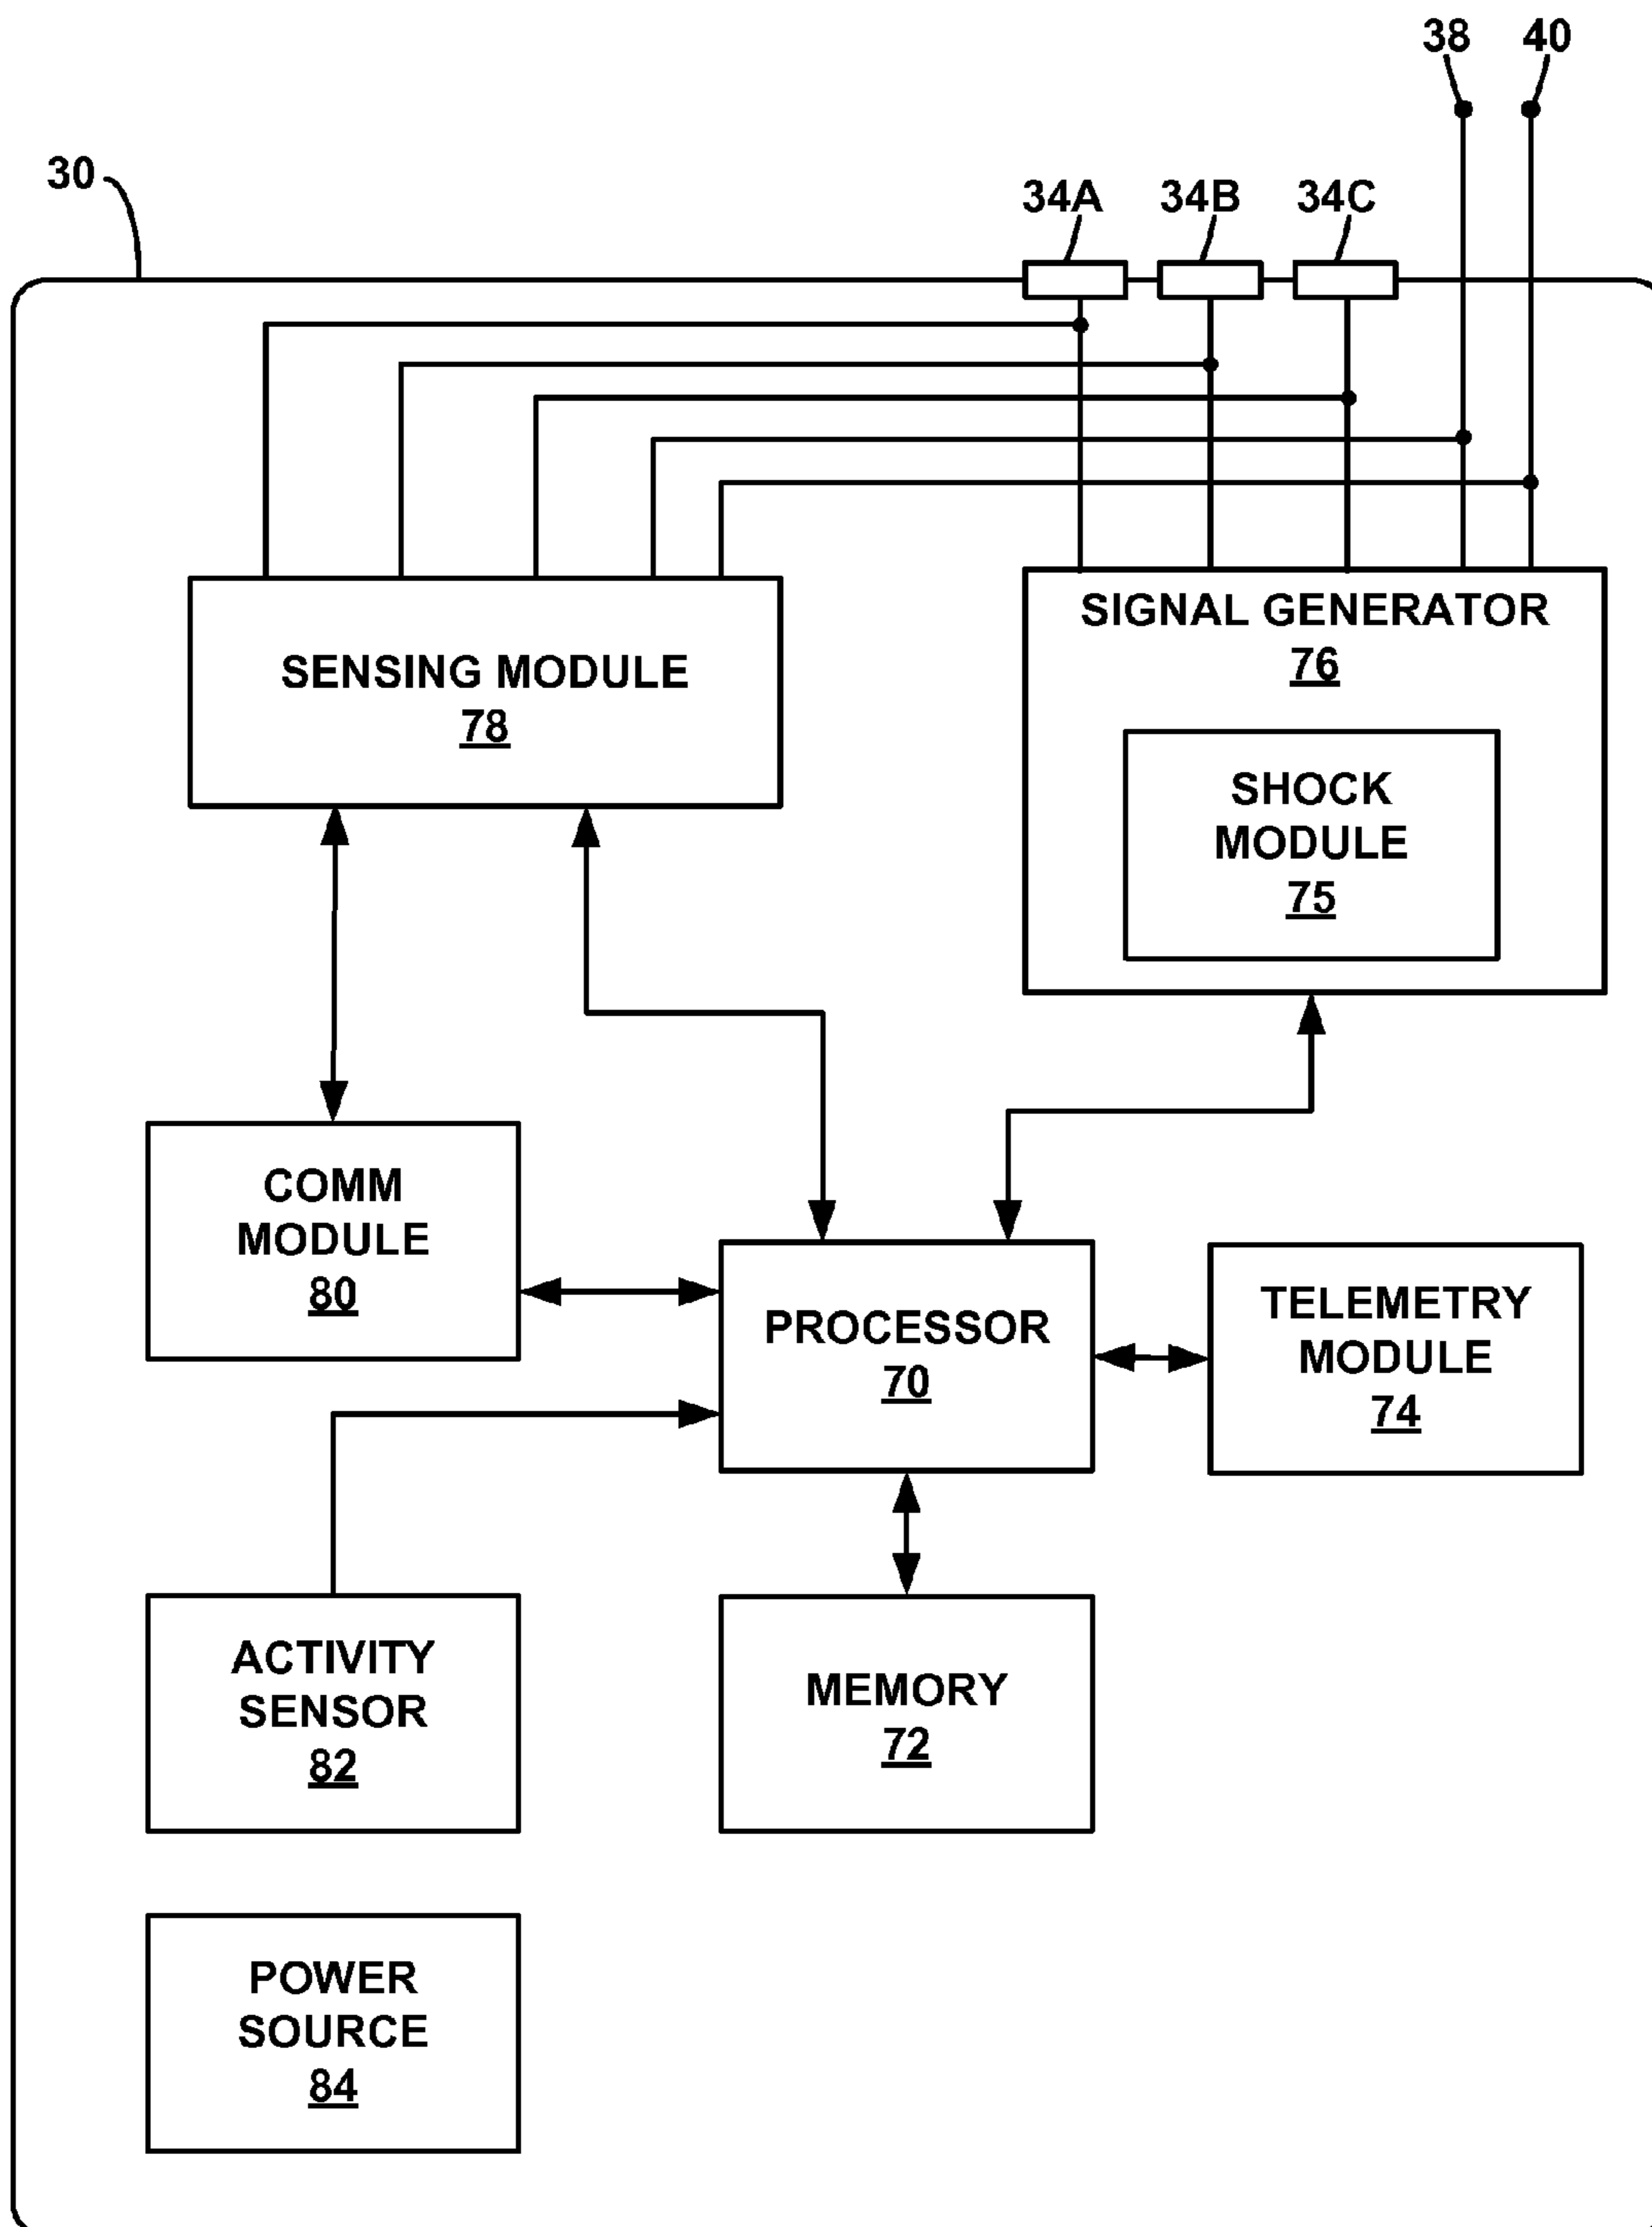 38 40
30
34A 34B 34C
SIGNAL GENERATOR
76
SENSING MODULE
78
SHOCK
MODULE
75
COMM
MODULE
80
PROCESSOR
70
TELEMETRY
MODULE
74
ACTIVITY
SENSOR
82
MEMORY
72
POWER
SOURCE
84